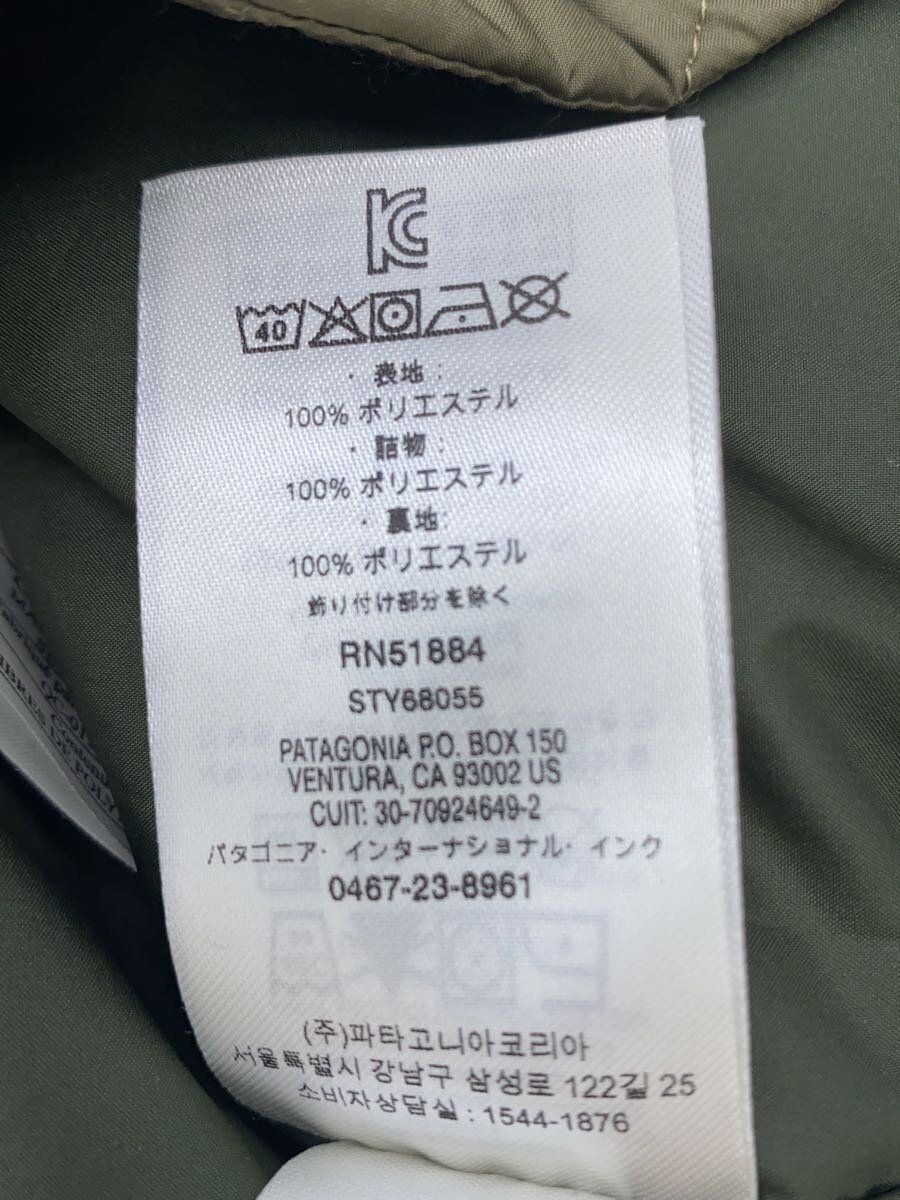 KC
40
・表地:
100% ポリエステル
・詰物:
100% ポリエステル
・裏地:
100% ポリエステル
飾り付け部分を除く
RN51884
STY68055
PATAGONIA P.O. BOX 150
VENTURA, CA 93002 US
CUIT: 30-70924649-2
パタゴニア・インターナショナル・インク
0467-23-8961
(주)파타고니아코리아
서울특별시 강남구 삼성로 122길 25
소비자상담실 : 1544-1876